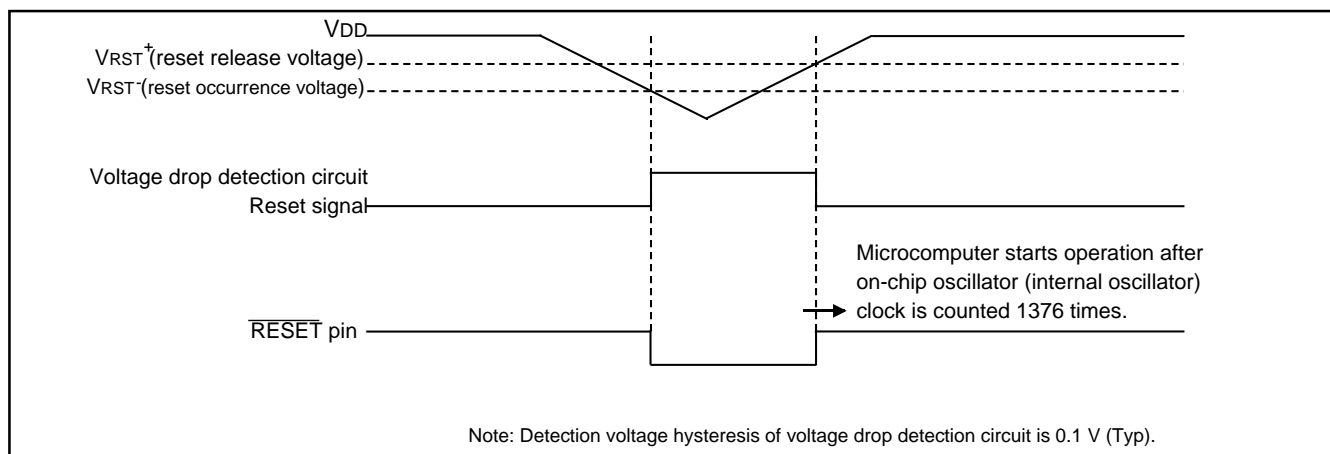 VDD
VRST+(reset release voltage)
VRST-(reset occurrence voltage)
Voltage drop detection circuit
Reset signal
Microcomputer starts operation after
on-chip oscillator (internal oscillator)
clock is counted 1376 times.
RESET pin
Note: Detection voltage hysteresis of voltage drop detection circuit is 0.1 V (Typ).